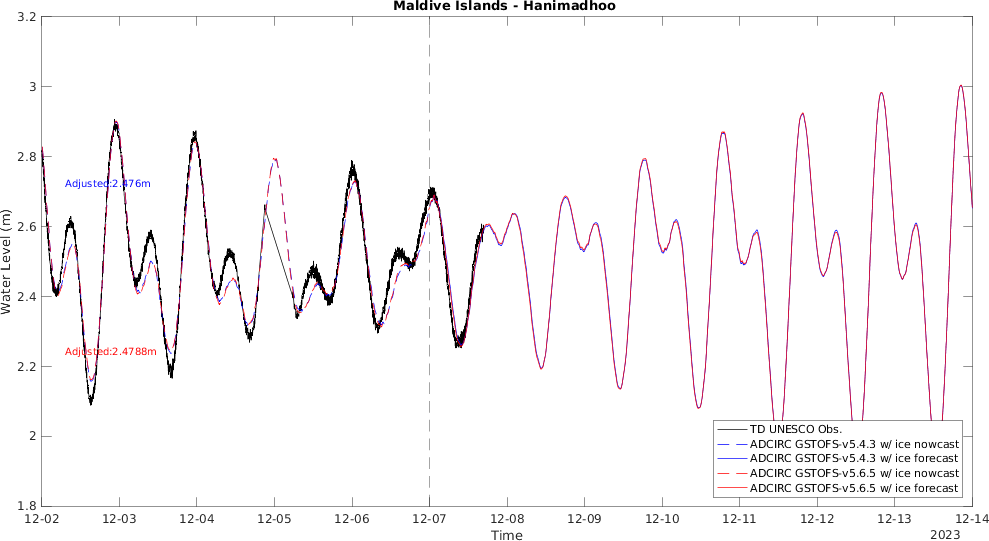 Maldive Islands - Hanimadhoo
Water Level (m)
3.2
3
2.8
2.6
2.4
2.2
2
1.8
Adjusted:2.476m
Adjusted:2.4788m
TD UNESCO Obs.
ADCIRC GSTOFS-v5.4.3 w/ ice nowcast
ADCIRC GSTOFS-v5.4.3 w/ ice forecast
ADCIRC GSTOFS-v5.6.5 w/ ice nowcast
ADCIRC GSTOFS-v5.6.5 w/ ice forecast
12-02 12-03 12-04 12-05 12-06 12-07 12-08 12-09 12-10 12-11 12-12 12-13 12-14
Time
2023